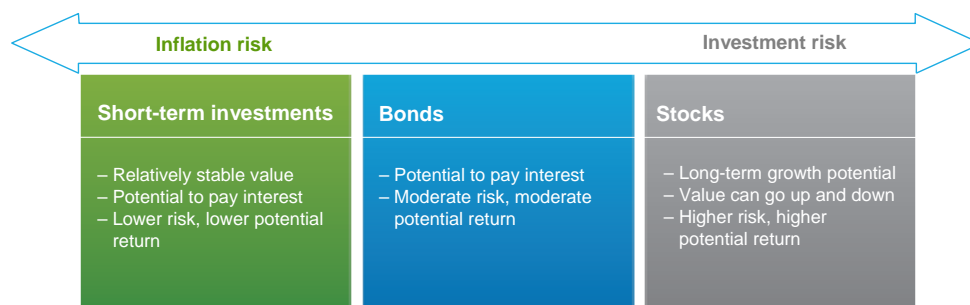 Inflation risk
Investment risk
Short-term investments
– Relatively stable value
– Potential to pay interest
– Lower risk, lower potential
return
Bonds
– Potential to pay interest
– Moderate risk, moderate
potential return
Stocks
– Long-term growth potential
– Value can go up and down
– Higher risk, higher
potential return